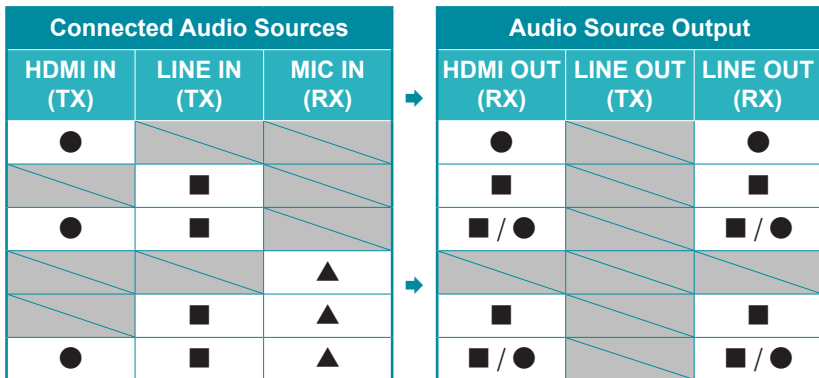 Connected Audio Sources
HDMI IN (TX) LINE IN (TX) MIC IN (RX)
Audio Source Output
HDMI OUT (RX) LINE OUT (TX) LINE OUT (RX)
● ● ●
■ ■ ■
● ■ ■ / ● ■ / ●
▲
■ ▲ ■ ■
● ■ ▲ ■ / ● ■ / ●